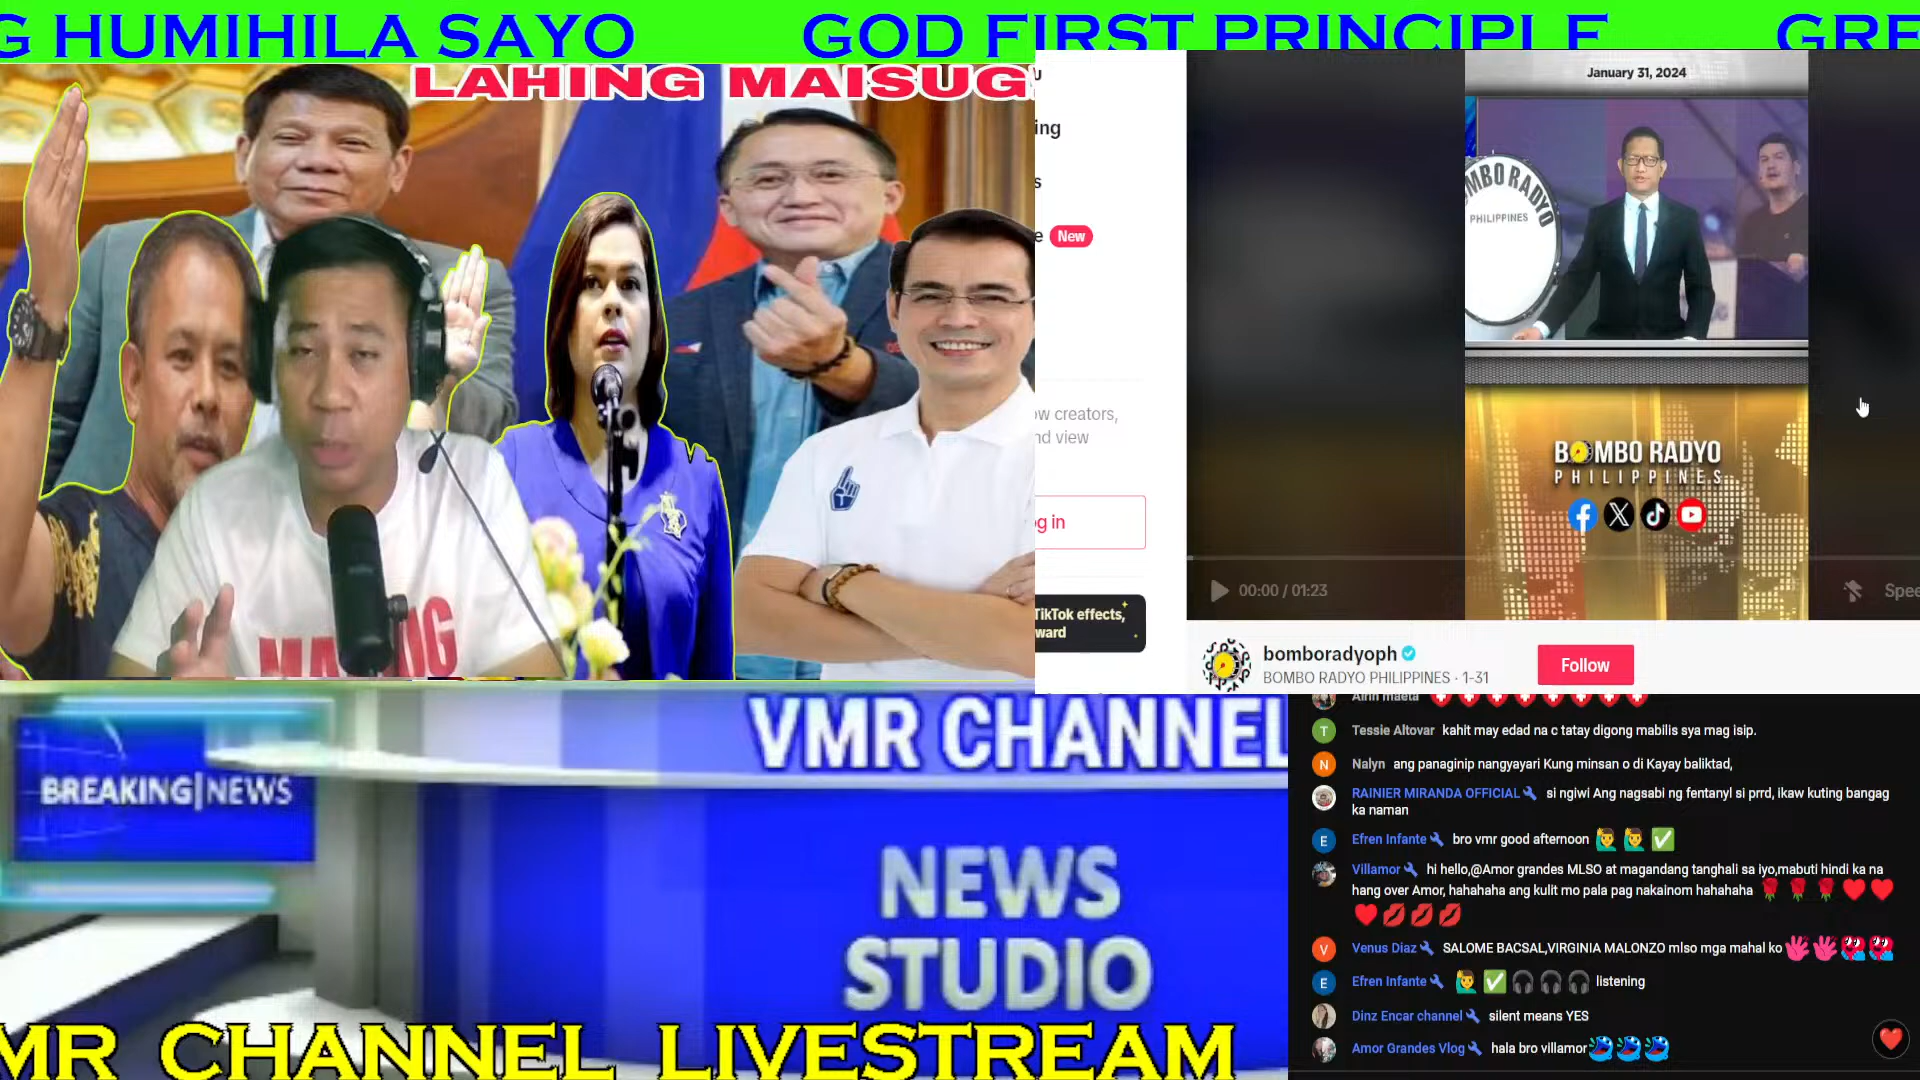 G HUMIHILA SAYO GOD FIRST PRINCIPLE GRE
LAHING MAISUG
January 31, 2024
ing
s
e New
MBO RADYO
PHILIPPINES
ow creators,
nd view
og in
TikTok effects,
ward
BOMBO RADYO
PHILIPPINES
00:00 / 01:23
Spee
bomboradyoph
BOMBO RADYO PHILIPPINES · 1-31
Follow
VMR CHANNEL
BREAKING|NEWS
NEWS
STUDIO
MR CHANNEL LIVESTREAM
Airin maeta
Tessie Altovar kahit may edad na c tatay digong mabilis sya mag isip.
Nalyn ang panaginip nangyayari Kung minsan o di Kayay baliktad,
RAINIER MIRANDA OFFICIAL si ngiwi Ang nagsabi ng fentanyl si prrd, ikaw kuting bangag
ka naman
Efren Infante bro vmr good afternoon 🙋‍♂️ 🙋‍♂️ ✅
Villamor hi hello,@Amor grandes MLSO at magandang tanghali sa iyo,mabuti hindi ka na
hang over Amor, hahahaha ang kulit mo pala pag nakainom hahahaha 🌹🌹🌹❤️❤️
❤️💋💋💋
Venus Diaz SALOME BACSAL,VIRGINIA MALONZO mlso mga mahal ko
Efren Infante 🙋‍♂️ ✅ 🎧 🎧 🎧 listening
Dinz Encar channel silent means YES
Amor Grandes Vlog hala bro villamor